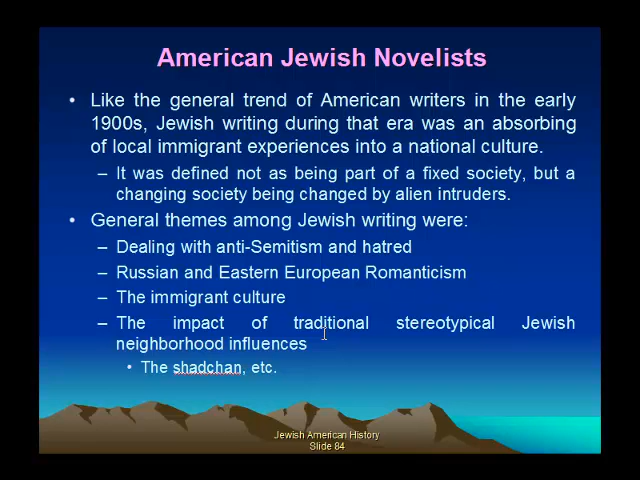 American Jewish Novelists
• Like the general trend of American writers in the early
1900s, Jewish writing during that era was an absorbing
of local immigrant experiences into a national culture.
– It was defined not as being part of a fixed society, but a
changing society being changed by alien intruders.
• General themes among Jewish writing were:
– Dealing with anti-Semitism and hatred
– Russian and Eastern European Romanticism
– The immigrant culture
– The impact of traditional stereotypical Jewish
neighborhood influences
• The shadchan, etc.
Jewish American History
Slide 84